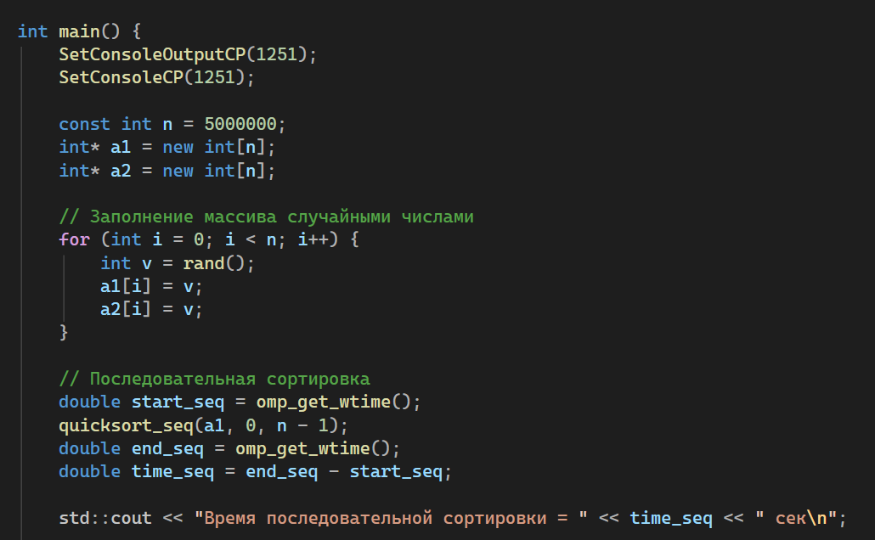 int main() {
SetConsoleOutputCP(1251);
SetConsoleCP(1251);
const int n = 5000000;
int* a1 = new int[n];
int* a2 = new int[n];
// Заполнение массива случайными числами
for (int i = 0; i < n; i++) {
int v = rand();
a1[i] = v;
a2[i] = v;
}
// Последовательная сортировка
double start_seq = omp_get_wtime();
quicksort_seq(a1, 0, n - 1);
double end_seq = omp_get_wtime();
double time_seq = end_seq - start_seq;
std::cout << "Время последовательной сортировки = " << time_seq << " сек\n";